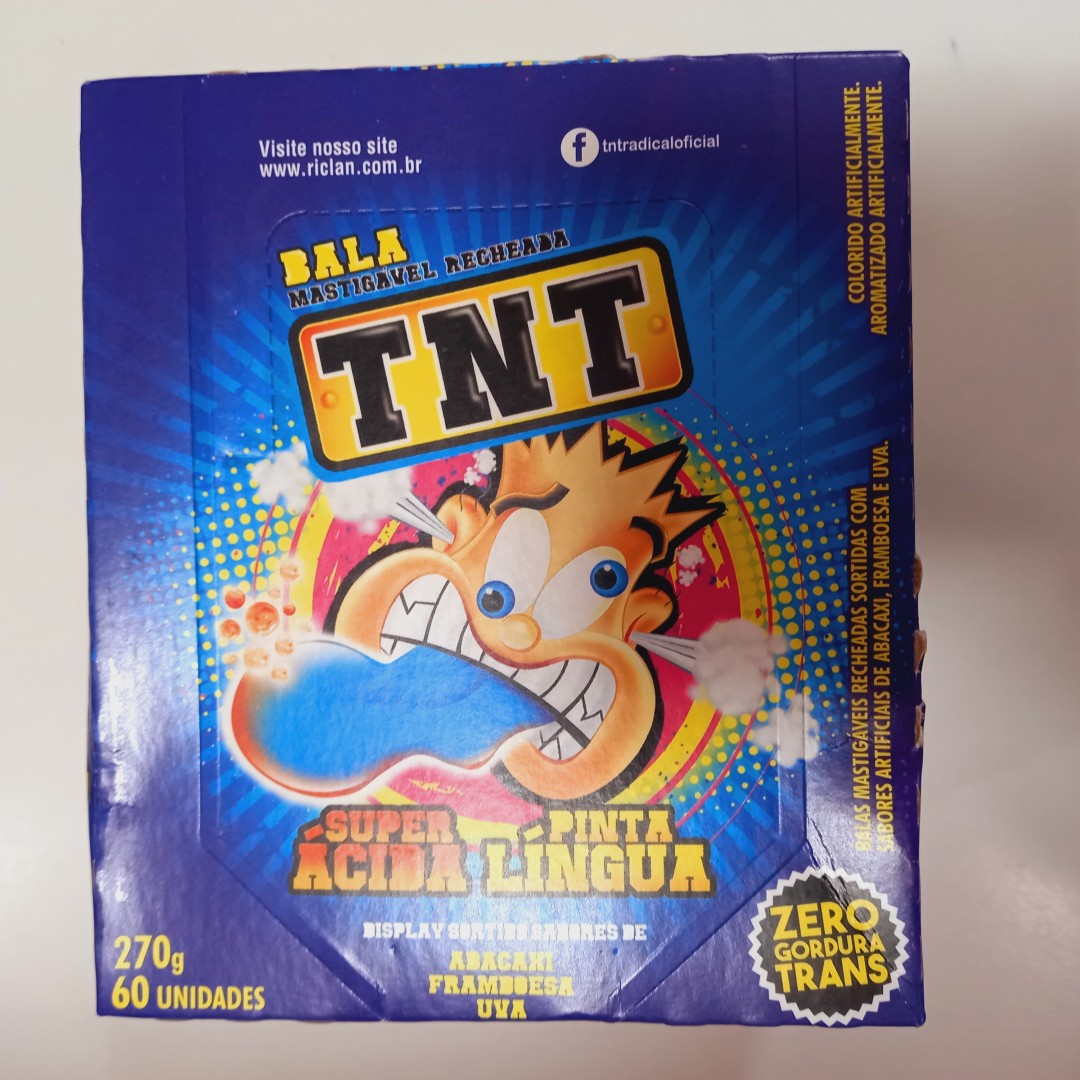 Visite nosso site
www.riclan.com.br
f tntradicaloficial
BALA
MASTIGÁVEL RECHEADA
TNT
SUPER
ÁCIDA
PINTA
LÍNGUA
DISPLAY SORTIDO SABORES DE
ABACAXI
FRAMBOESA
UVA
270g
60 UNIDADES
ZERO
GORDURA
TRANS
COLORIDO ARTIFICIALMENTE.
AROMATIZADO ARTIFICIALMENTE.
BALAS MASTIGÁVEIS RECHEADAS SORTIDAS COM
SABORES ARTIFICIAIS DE ABACAXI, FRAMBOESA E UVA.